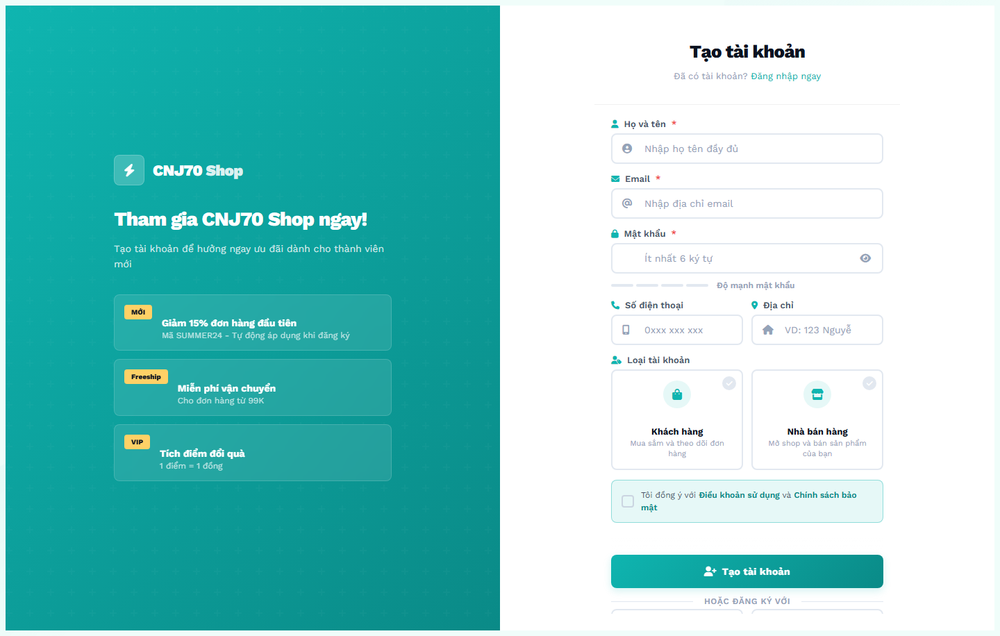 CNJ70 Shop
Tham gia CNJ70 Shop ngay!
Tạo tài khoản để hưởng ngay ưu đãi dành cho thành viên
mới
MỚI
Giảm 15% đơn hàng đầu tiên
Mã SUMMER24 - Tự động áp dụng khi đăng ký
Freeship
Miễn phí vận chuyển
Cho đơn hàng từ 99K
VIP
Tích điểm đổi quà
1 điểm = 1 đồng
Tạo tài khoản
Đã có tài khoản? Đăng nhập ngay
Họ và tên *
Nhập họ tên đầy đủ
Email *
Nhập địa chỉ email
Mật khẩu *
Ít nhất 6 ký tự
Độ mạnh mật khẩu
Số điện thoại
0xxx xxx xxx
Địa chỉ
VD: 123 Nguyễ
Loại tài khoản
Khách hàng
Mua sắm và theo dõi đơn
hàng
Nhà bán hàng
Mở shop và bán sản phẩm
của bạn
Tôi đồng ý với Điều khoản sử dụng và Chính sách bảo
mật
Tạo tài khoản
HOẶC ĐĂNG KÝ VỚI